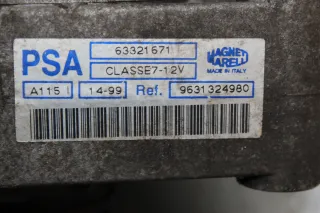 63321671
PSA
CLASSE7-12V
MAGNETI
MARELLI
MADE IN ITALY
A115 I 14-99 Ref. 9631324980